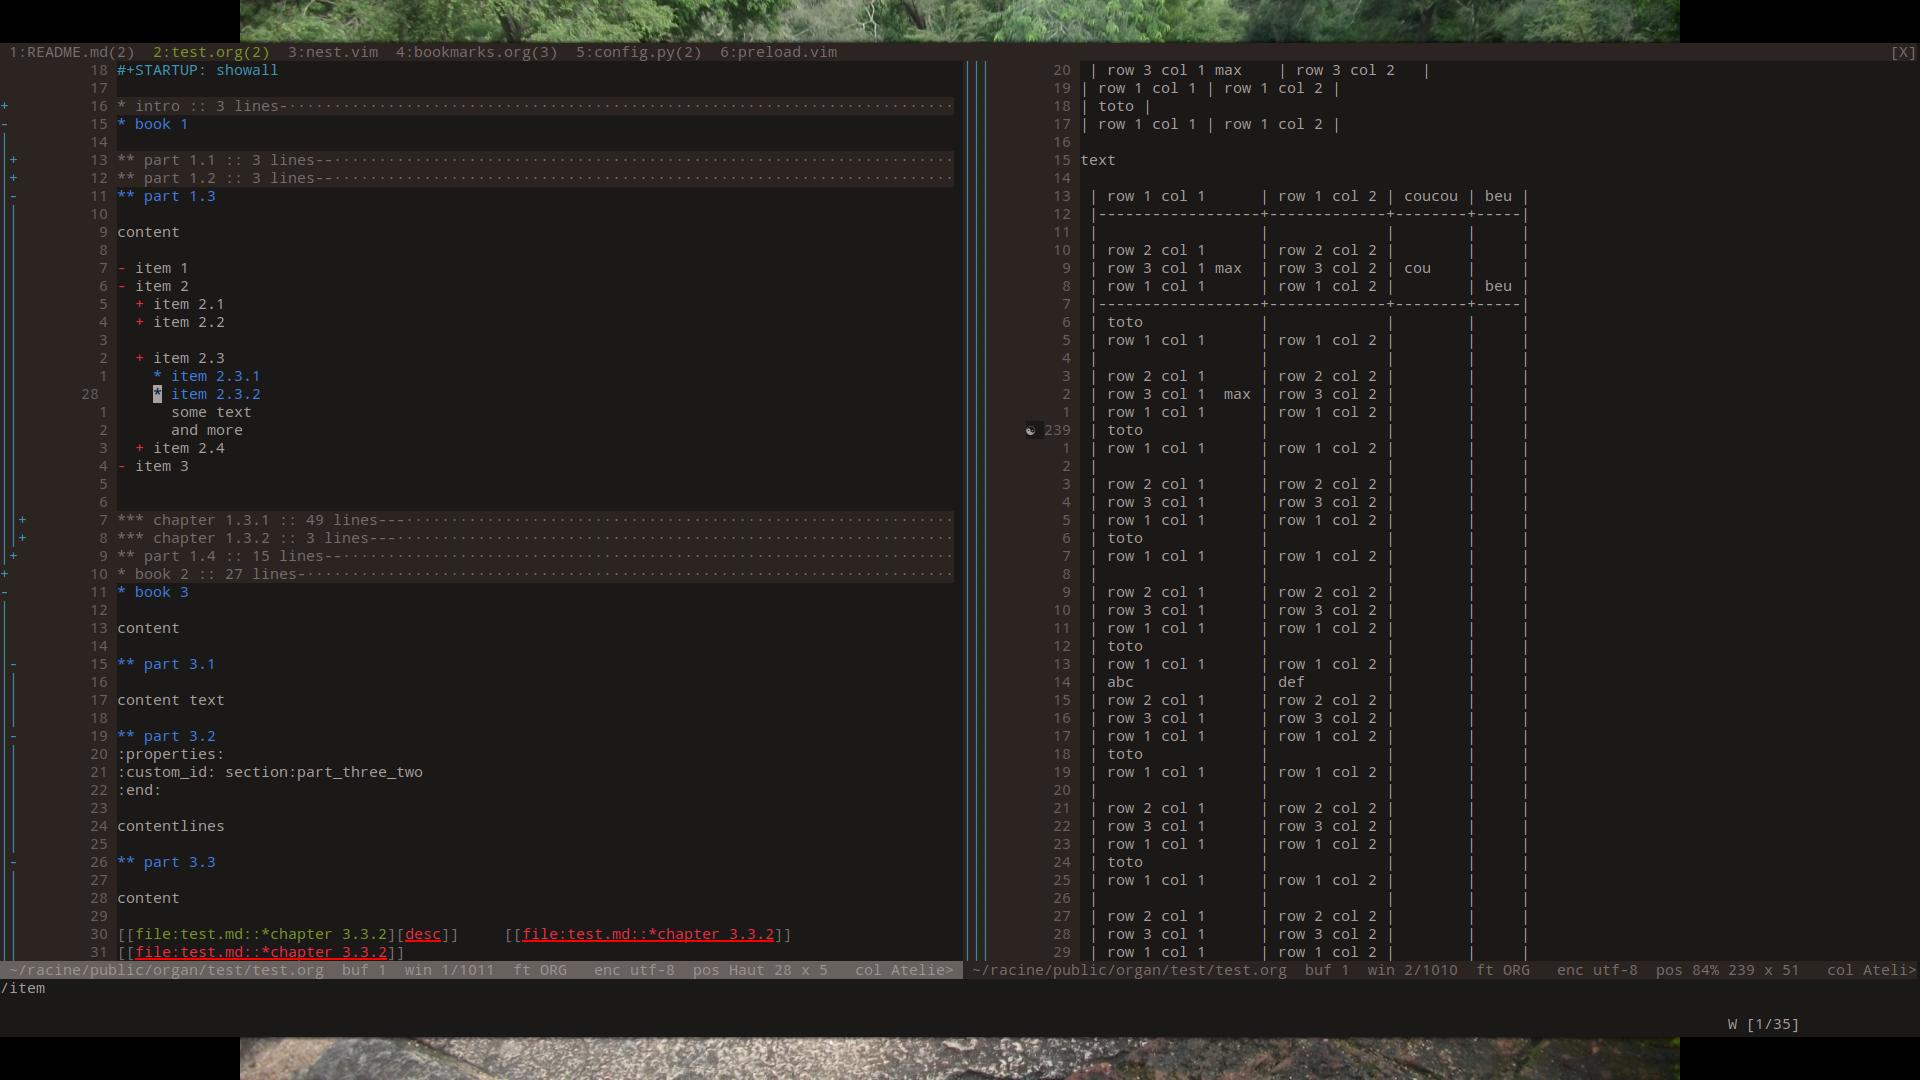 1:README.md(2)  2:test.org(2)  3:nest.vim  4:bookmarks.org(3)  5:config.py(2)  6:preload.vim [X]
18 #+STARTUP: showall
17
+ 16 * intro :: 3 lines-········································
- 15 * book 1
14
+ 13 ** part 1.1 :: 3 lines--········································
+ 12 ** part 1.2 :: 3 lines--········································
- 11 ** part 1.3
10
9 content
8
7 - item 1
6 - item 2
5   + item 2.1
4   + item 2.2
3
2   + item 2.3
1     * item 2.3.1
28     * item 2.3.2
1       some text
2       and more
3   + item 2.4
4 - item 3
5
6
+ 7 *** chapter 1.3.1 :: 49 lines---········································
+ 8 *** chapter 1.3.2 :: 3 lines---········································
+ 9 ** part 1.4 :: 15 lines--········································
+ 10 * book 2 :: 27 lines-········································
- 11 * book 3
12
13 content
14
- 15 ** part 3.1
16
17 content text
18
- 19 ** part 3.2
20 :properties:
21 :custom_id: section:part_three_two
22 :end:
23
24 contentlines
25
- 26 ** part 3.3
27
28 content
29
30 [[file:test.md::*chapter 3.3.2][desc]]     [[file:test.md::*chapter 3.3.2]]
31 [[file:test.md::*chapter 3.3.2]]
~/racine/public/organ/test/test.org  buf 1  win 1/1011  ft ORG   enc utf-8  pos Haut 28 x 5   col Atelie>
20  | row 3 col 1 max    | row 3 col 2   |
19 | row 1 col 1 | row 1 col 2 |
18 | toto |
17 | row 1 col 1 | row 1 col 2 |
16
15 text
14
13  | row 1 col 1      | row 1 col 2 | coucou | beu |
12  |------------------+-------------+--------+-----|
11  |                  |             |        |     |
10  | row 2 col 1      | row 2 col 2 |        |     |
9  | row 3 col 1 max  | row 3 col 2 | cou    |     |
8  | row 1 col 1      | row 1 col 2 |        | beu |
7  |------------------+-------------+--------+-----|
6  | toto             |             |        |     |
5  | row 1 col 1      | row 1 col 2 |        |     |
4  |                  |             |        |     |
3  | row 2 col 1      | row 2 col 2 |        |     |
2  | row 3 col 1  max | row 3 col 2 |        |     |
1  | row 1 col 1      | row 1 col 2 |        |     |
☯ 239  | toto             |             |        |     |
1  | row 1 col 1      | row 1 col 2 |        |     |
2  |                  |             |        |     |
3  | row 2 col 1      | row 2 col 2 |        |     |
4  | row 3 col 1      | row 3 col 2 |        |     |
5  | row 1 col 1      | row 1 col 2 |        |     |
6  | toto             |             |        |     |
7  | row 1 col 1      | row 1 col 2 |        |     |
8  |                  |             |        |     |
9  | row 2 col 1      | row 2 col 2 |        |     |
10  | row 3 col 1      | row 3 col 2 |        |     |
11  | row 1 col 1      | row 1 col 2 |        |     |
12  | toto             |             |        |     |
13  | row 1 col 1      | row 1 col 2 |        |     |
14  | abc              | def         |        |     |
15  | row 2 col 1      | row 2 col 2 |        |     |
16  | row 3 col 1      | row 3 col 2 |        |     |
17  | row 1 col 1      | row 1 col 2 |        |     |
18  | toto             |             |        |     |
19  | row 1 col 1      | row 1 col 2 |        |     |
20  |                  |             |        |     |
21  | row 2 col 1      | row 2 col 2 |        |     |
22  | row 3 col 1      | row 3 col 2 |        |     |
23  | row 1 col 1      | row 1 col 2 |        |     |
24  | toto             |             |        |     |
25  | row 1 col 1      | row 1 col 2 |        |     |
26  |                  |             |        |     |
27  | row 2 col 1      | row 2 col 2 |        |     |
28  | row 3 col 1      | row 3 col 2 |        |     |
29  | row 1 col 1      | row 1 col 2 |        |     |
~/racine/public/organ/test/test.org  buf 1  win 2/1010  ft ORG   enc utf-8  pos 84% 239 x 51   col Ateli>
/item
W [1/35]